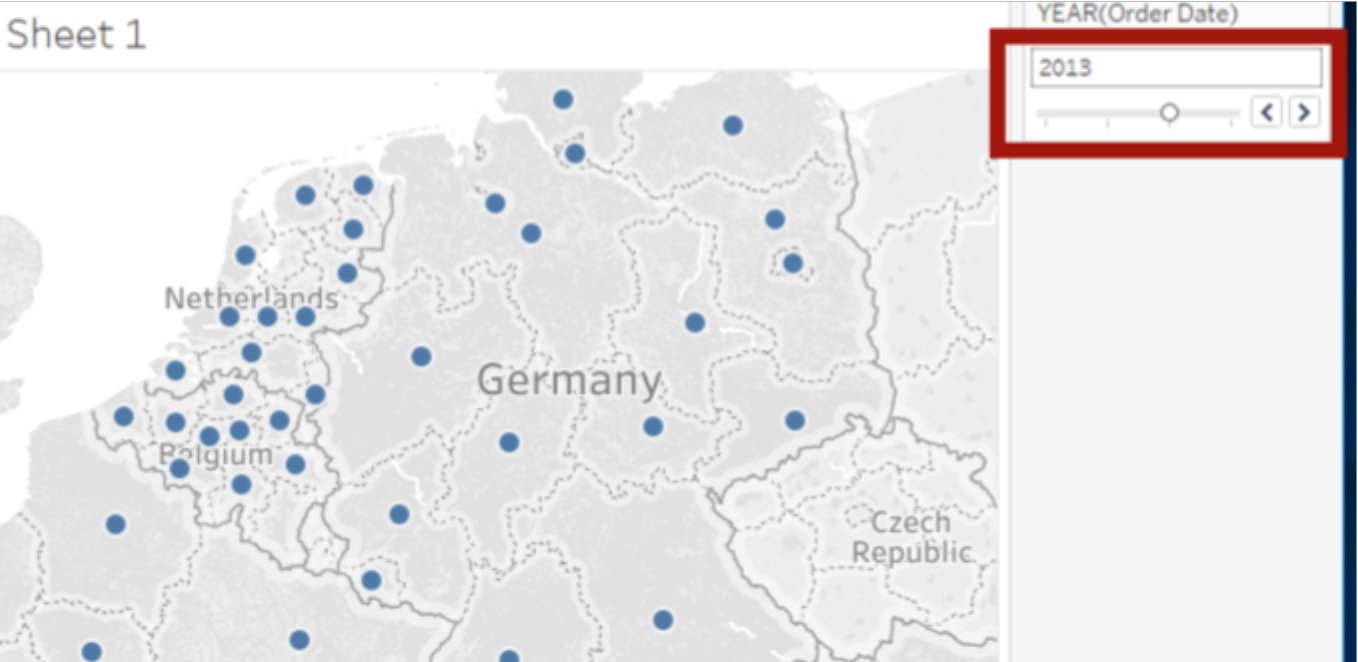 Sheet 1
YEAR(Order Date)
2013
Netherlands
Germany
Belgium
Czech
Republic